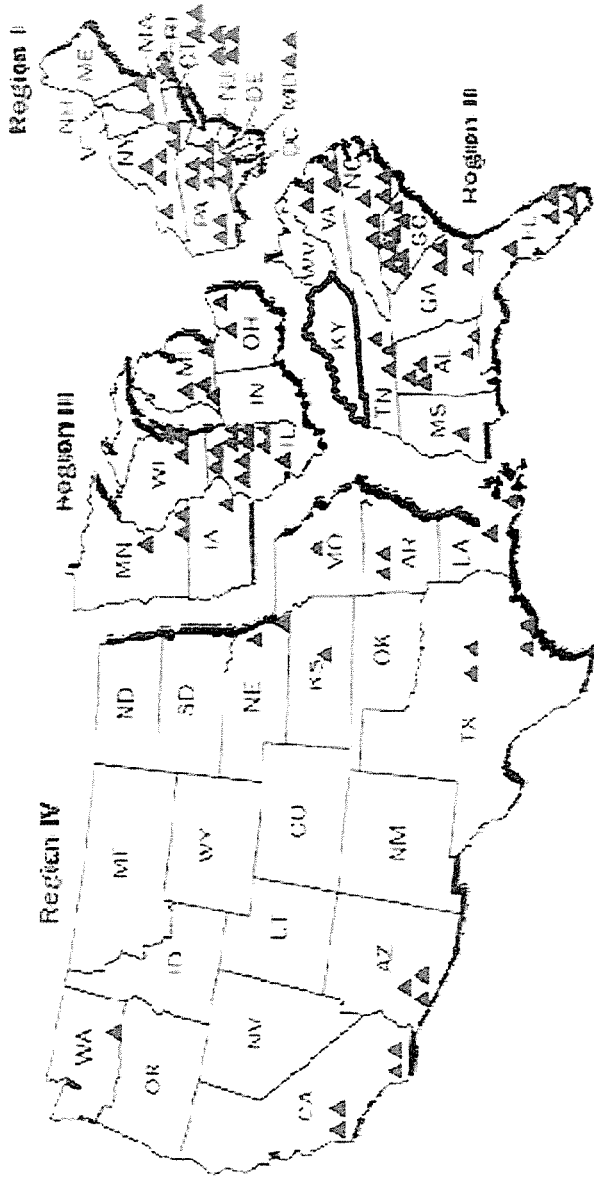 Region IV
WA
OR
CA
ID
NV
AZ
MT
WY
UT
CO
NM
ND
SD
NE
KS
OK
TX
Region III
MN
IA
WI
IL
MI
IN
OH
MO
AR
LA
Region II
KY
TN
MS
AL
GA
FL
SC
NC
VA
WV
Region I
ME
NH
V
MA
RI
CT
NY
PA
NJ
DE
MD
DC